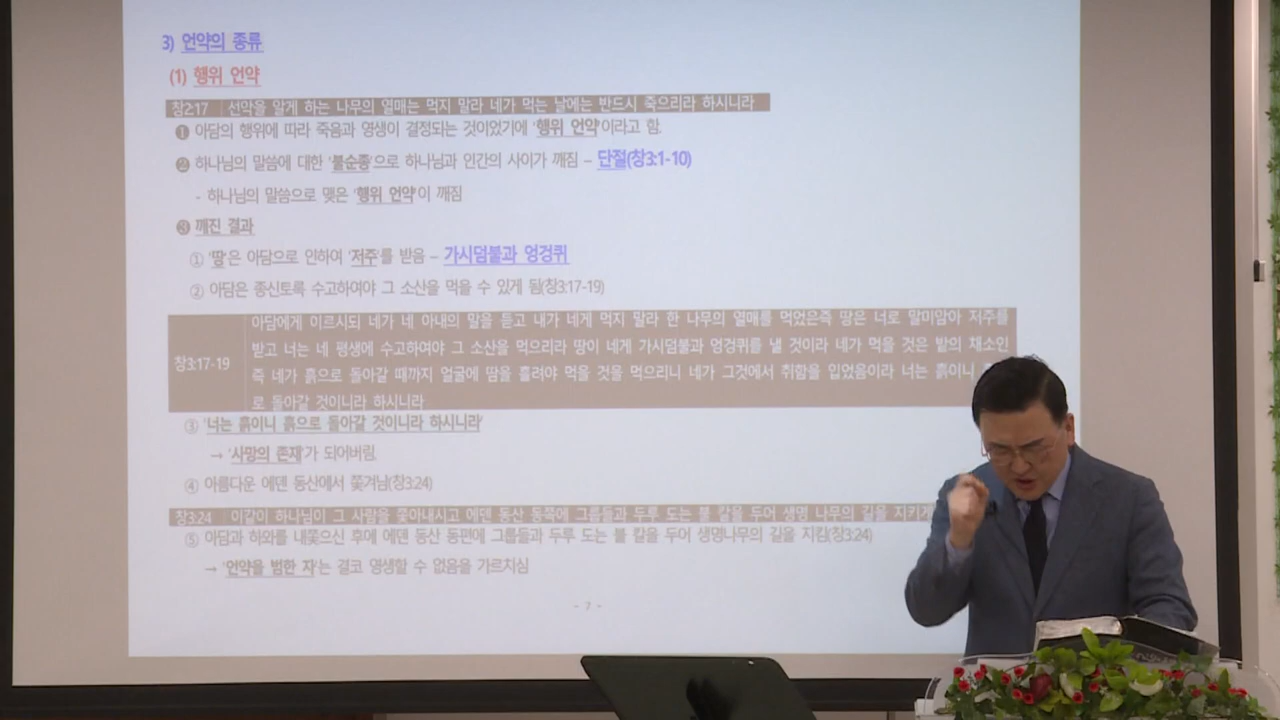 3) 언약의 종류
(1) 행위 언약
창2:17 선악을 알게 하는 나무의 열매는 먹지 말라 네가 먹는 날에는 반드시 죽으리라 하시니라
❶ 아담의 행위에 따라 죽음과 영생이 결정되는 것이었기에 '행위 언약'이라고 함.
❷ 하나님의 말씀에 대한 '불순종'으로 하나님과 인간의 사이가 깨짐 – 단절(창3:1-10)
- 하나님의 말씀으로 맺은 '행위 언약'이 깨짐
❸ 깨진 결과
① '땅'은 아담으로 인하여 '저주'를 받음 – 가시덤불과 엉겅퀴
② 아담은 종신토록 수고하여야 그 소산을 먹을 수 있게 됨(창3:17-19)
아담에게 이르시되 네가 네 아내의 말을 듣고 내가 네게 먹지 말라 한 나무의 열매를 먹었은즉 땅은 너로 말미암아 저주를
받고 너는 네 평생에 수고하여야 그 소산을 먹으리라 땅이 네게 가시덤불과 엉겅퀴를 낼 것이라 네가 먹을 것은 밭의 채소인
창3:17-19
즉 네가 흙으로 돌아갈 때까지 얼굴에 땀을 흘려야 먹을 것을 먹으리니 네가 그것에서 취함을 입었음이라 너는 흙이니
로 돌아갈 것이니라 하시니라
③ '너는 흙이니 흙으로 돌아갈 것이니라 하시니라'
→ '사망의 존재'가 되어버림.
④ 아름다운 에덴 동산에서 쫓겨남(창3:24)
창3:24 이같이 하나님이 그 사람을 쫓아내시고 에덴 동산 동쪽에 그룹들과 두루 도는 불 칼을 두어 생명 나무의 길을 지키게
⑤ 아담과 하와를 내쫓으신 후에 에덴 동산 동편에 그룹들과 두루 도는 불 칼을 두어 생명나무의 길을 지킴(창3:24)
→ '언약을 범한 자'는 결코 영생할 수 없음을 가르치심
- 7 -